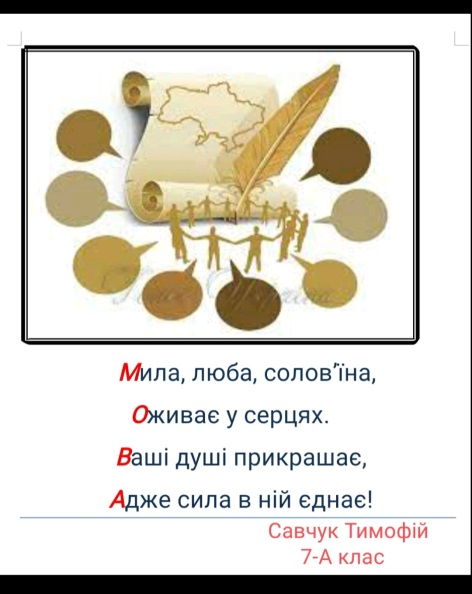 Мила, люба, солов’їна,
Оживає у серцях.
Ваші душі прикрашає,
Адже сила в ній єднає!
Савчук Тимофій
7-А клас